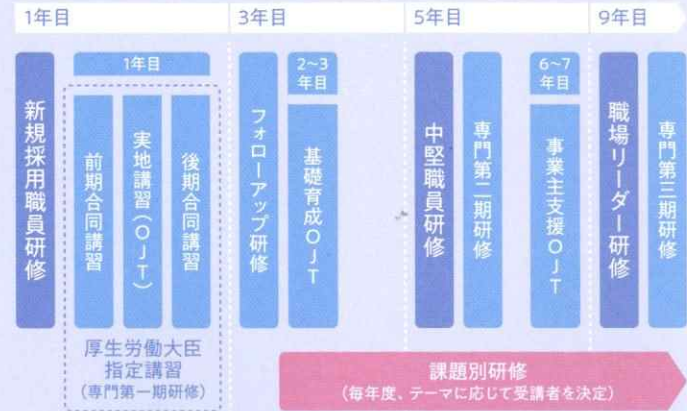 1年目
3年目
5年目
9年目
新規採用職員研修
1年目
前期合同講習
実地講習(OJT)
後期合同講習
厚生労働大臣
指定講習
(専門第一期研修)
フォローアップ研修
2~3
年目
基礎育成OJT
中堅職員研修
専門第二期研修
6~7
年目
事業主支援OJT
職場リーダー研修
専門第三期研修
課題別研修
(毎年度、テーマに応じて受講者を決定)